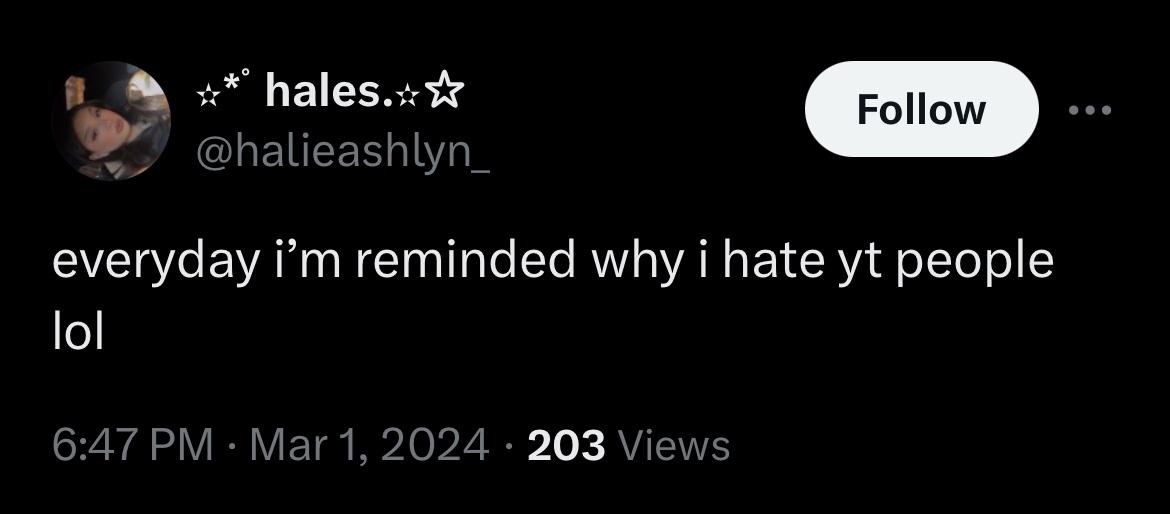 ✫*˚ hales.✫☆
Follow
@halieashlyn_
everyday i’m reminded why i hate yt people
lol
6:47 PM · Mar 1, 2024 · 203 Views